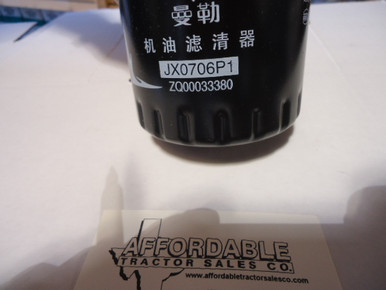 曼勒
机油滤清器
JX0706P1
ZQ00033380
AFFORDABLE
TRACTOR SALES CO.
www.affordabletractorsalesco.com